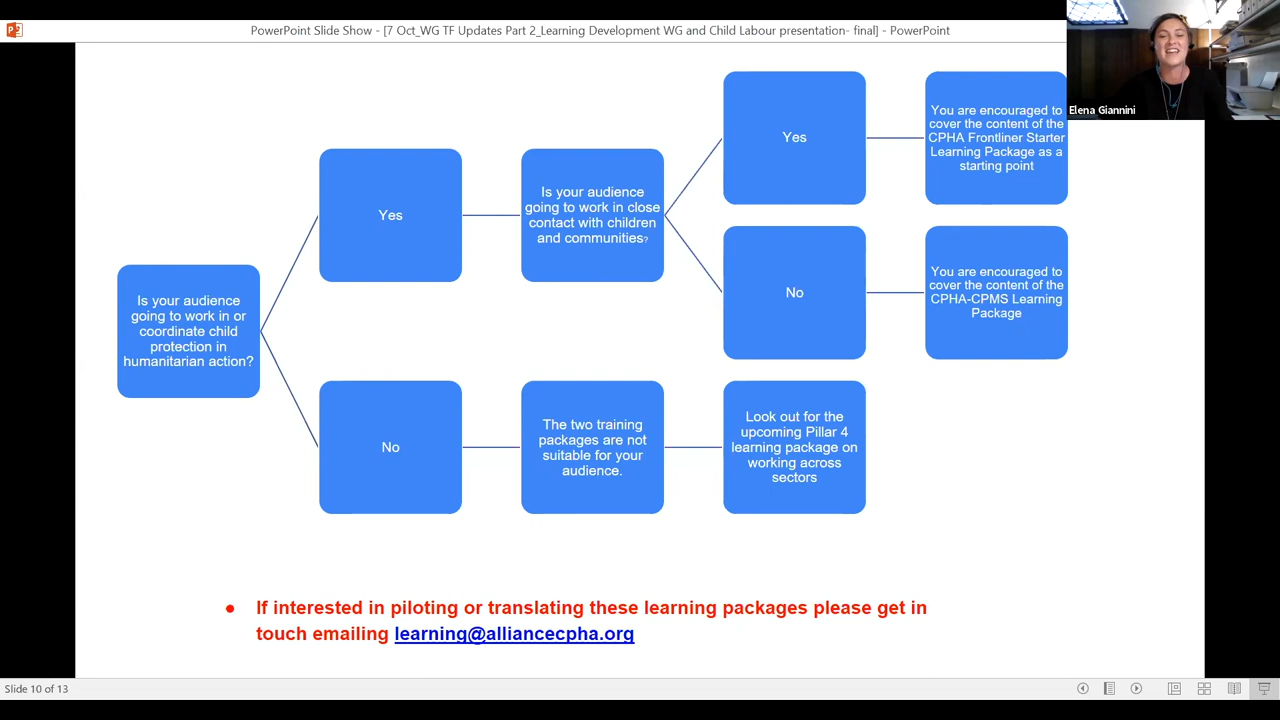 PowerPoint Slide Show - [7 Oct_WG TF Updates Part 2_Learning Development WG and Child Labour presentation- final] - PowerPoint
Elena Giannini
Is your audience
going to work in or
coordinate child
protection in
humanitarian action?
Yes
Is your audience
going to work in close
contact with children
and communities?
Yes
You are encouraged to
cover the content of the
CPHA Frontliner Starter
Learning Package as a
starting point
No
You are encouraged to
cover the content of the
CPHA-CPMS Learning
Package
No
The two training
packages are not
suitable for your
audience.
Look out for the
upcoming Pillar 4
learning package on
working across
sectors
● If interested in piloting or translating these learning packages please get in
touch emailing learning@alliancecpha.org
Slide 10 of 13